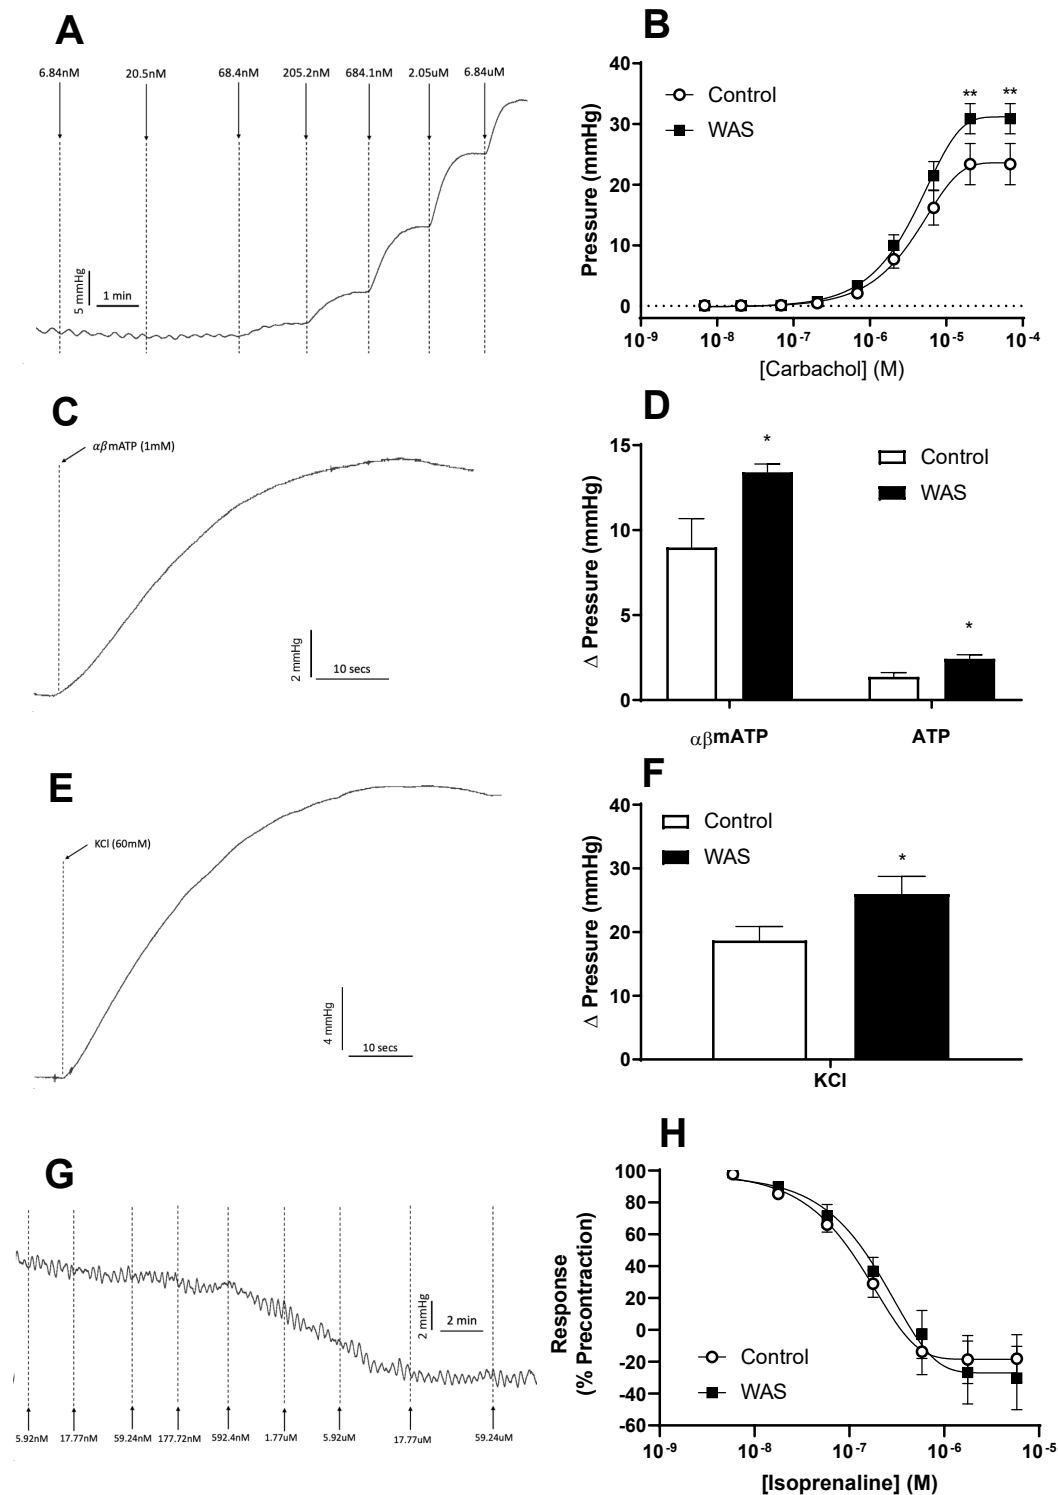 A
6.84nM 20.5nM 68.4nM 205.2nM 684.1nM 2.05uM 6.84uM
5 mmHg
1 min
B
Control
WAS
** **
Pressure (mmHg)
40
30
20
10
0
10-9 10-8 10-7 10-6 10-5 10-4
[Carbachol] (M)
C
αβmATP (1mM)
2 mmHg
10 secs
D
Control
WAS
*
*
Δ Pressure (mmHg)
15
10
5
0
αβmATP ATP
E
KCl (60mM)
4 mmHg
10 secs
F
Control
WAS
*
Δ Pressure (mmHg)
40
30
20
10
0
KCl
G
2 mmHg
2 min
5.92nM 17.77nM 59.24nM 177.72nM 592.4nM 1.77uM 5.92uM 17.77uM 59.24uM
H
Response
(% Precontraction)
100
80
60
40
20
0
-20
-40
-60
Control
WAS
10-9 10-8 10-7 10-6 10-5
[Isoprenaline] (M)